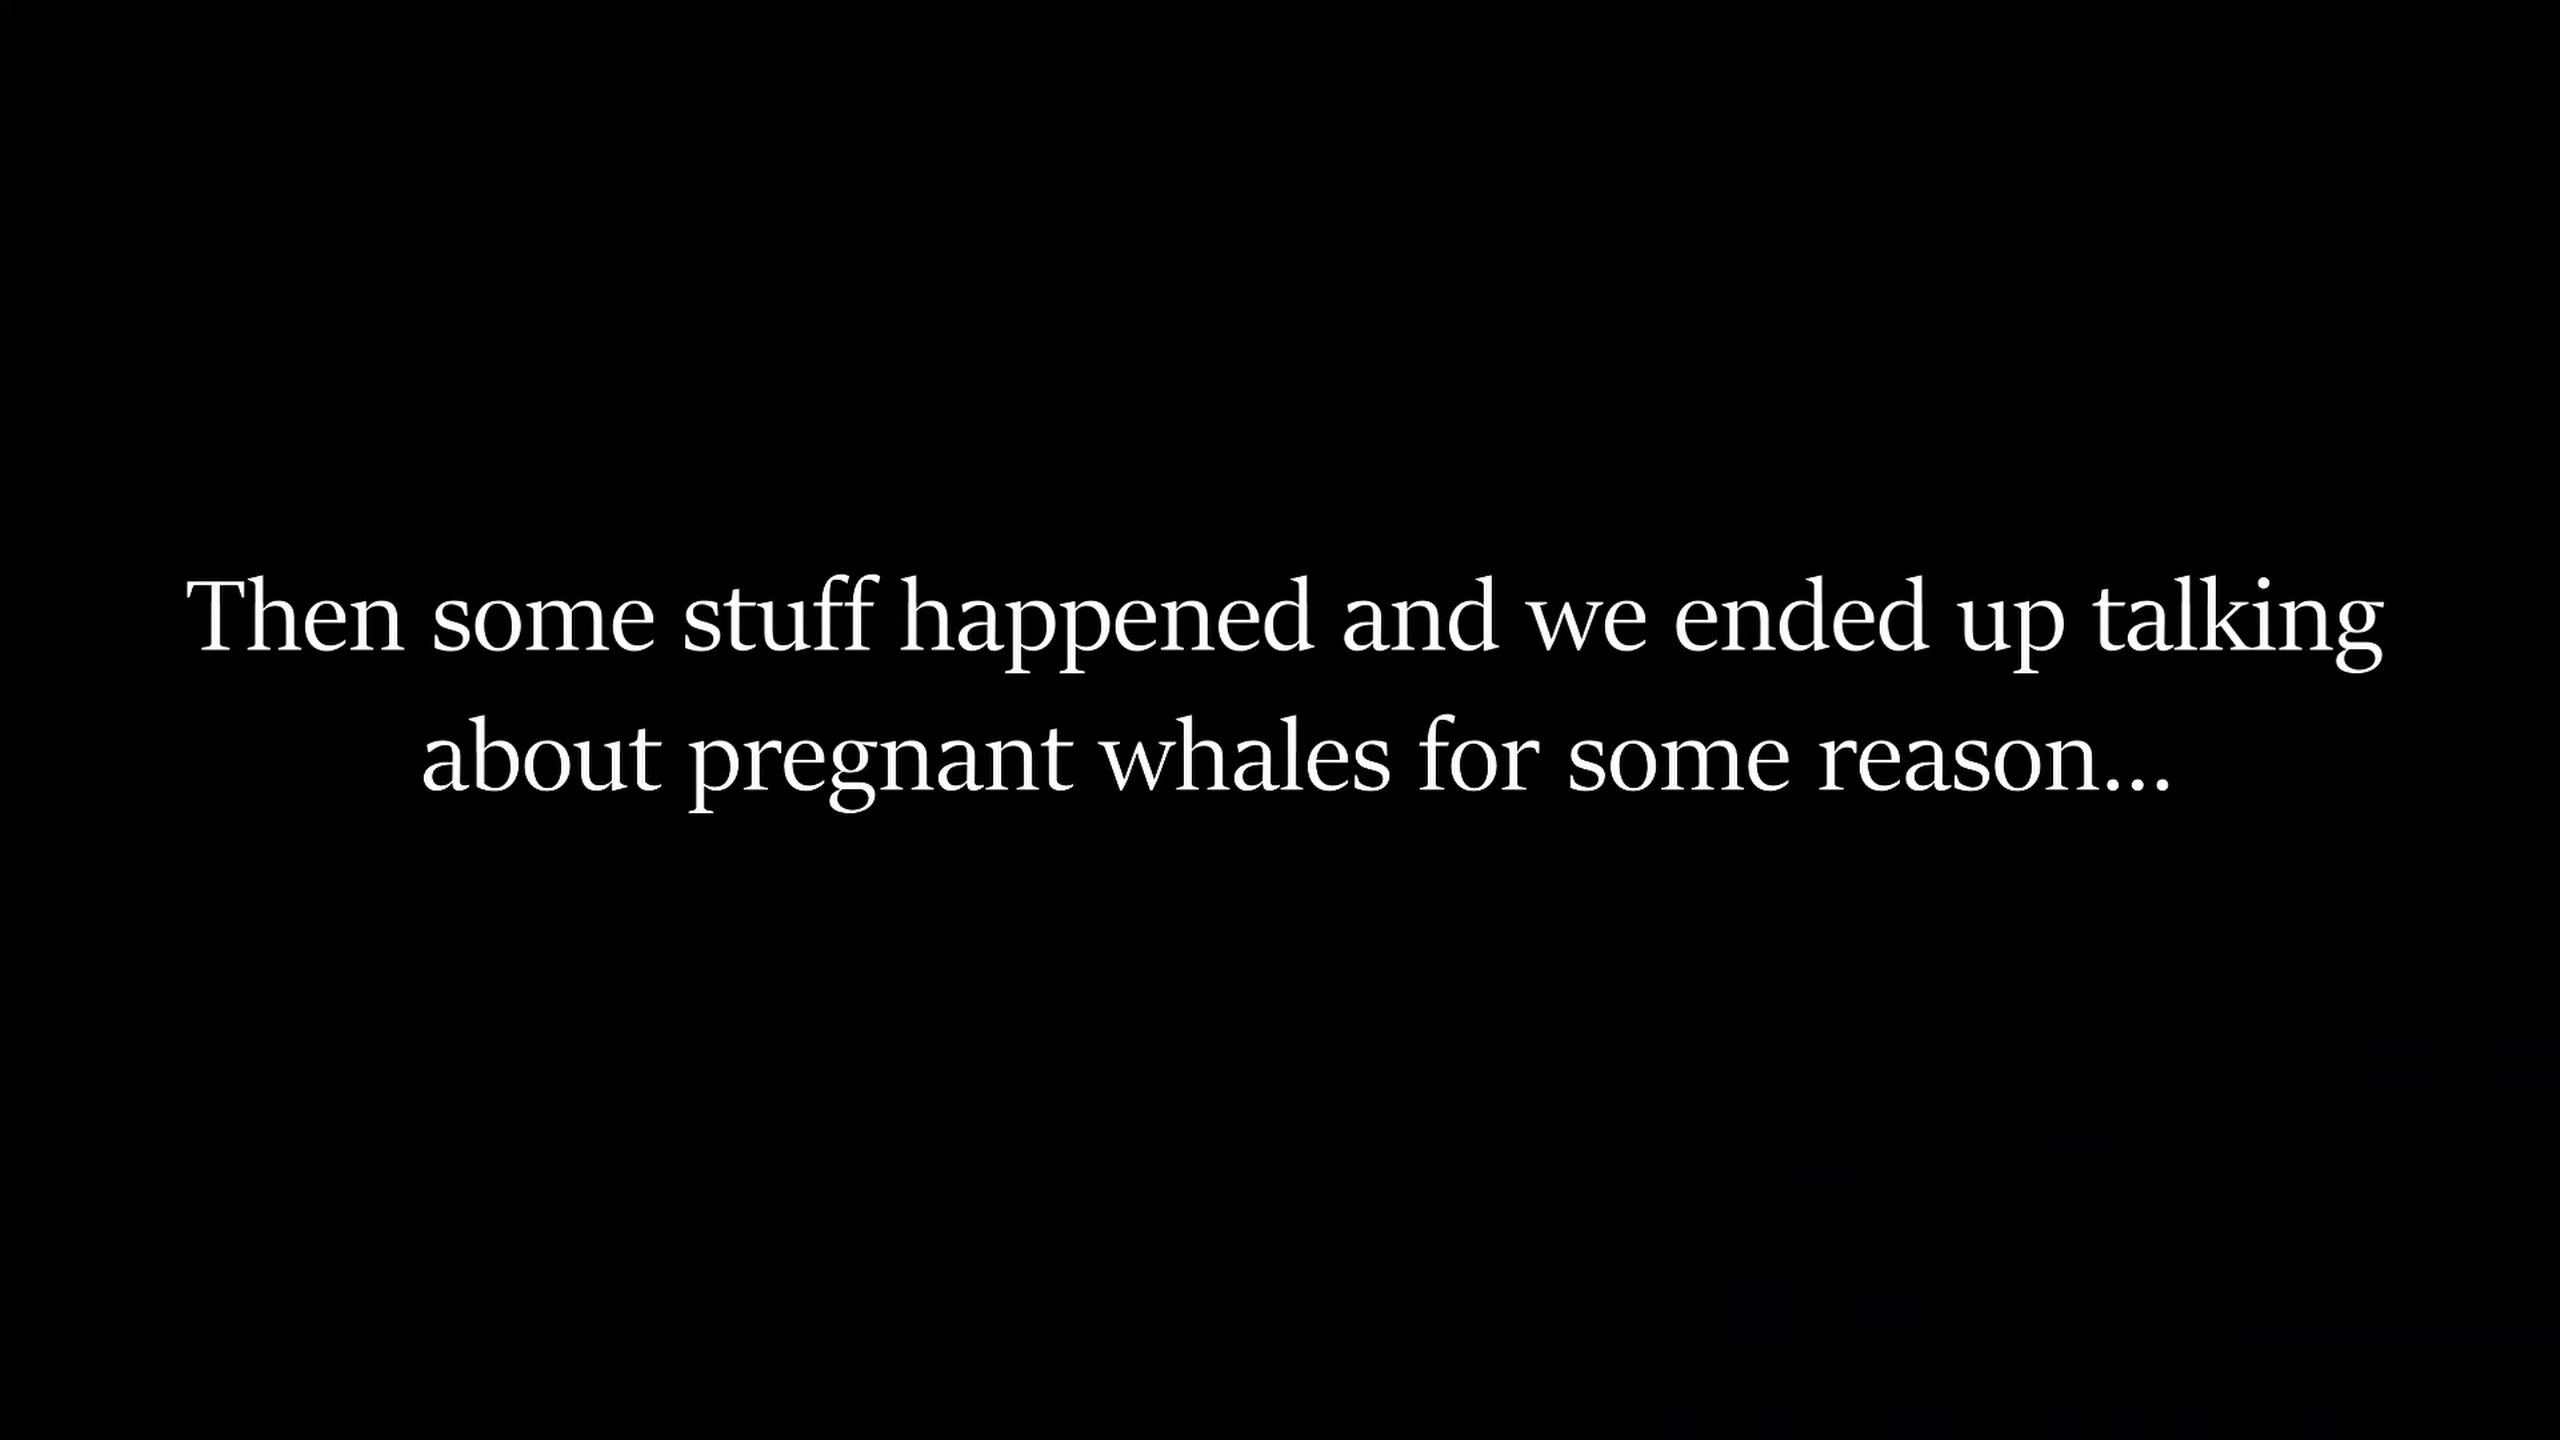 Then some stuff happened and we ended up talking
about pregnant whales for some reason...